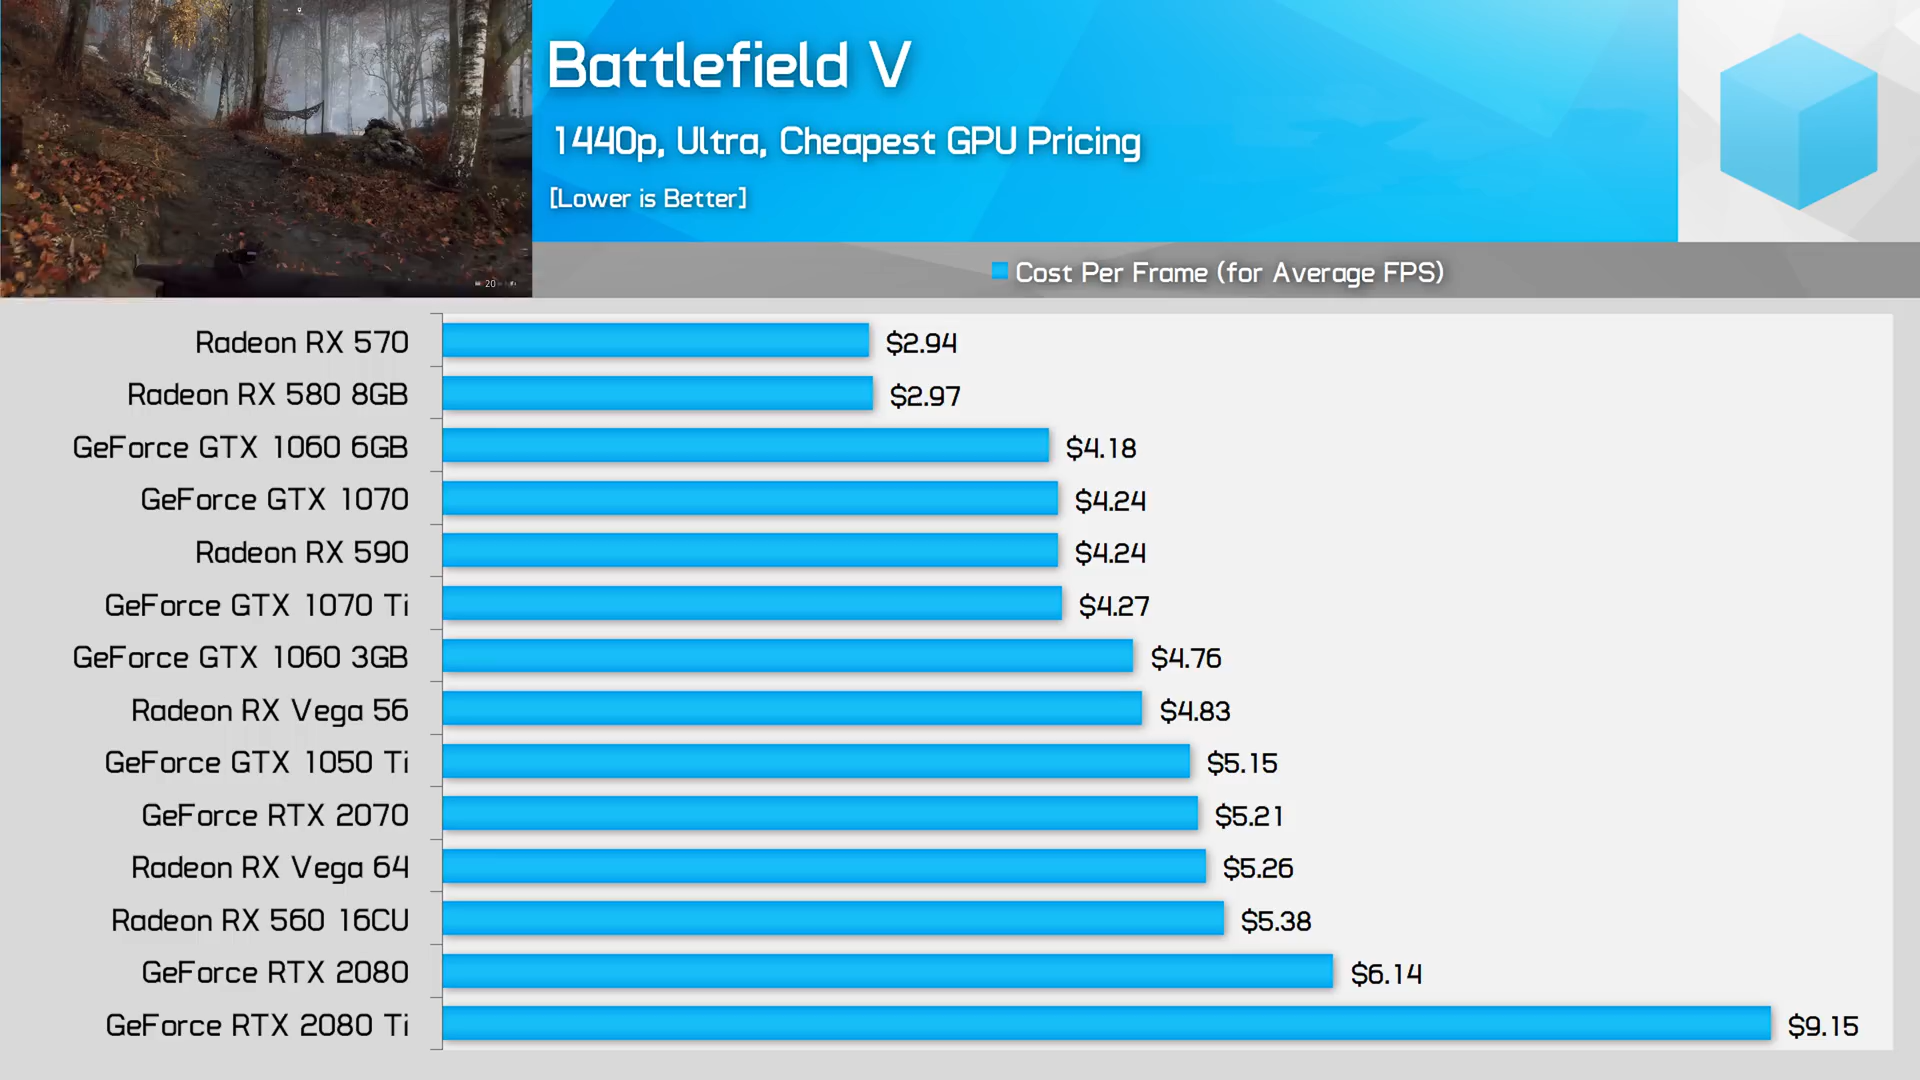 Battlefield V
1440p, Ultra, Cheapest GPU Pricing
[Lower is Better]
20
Cost Per Frame (for Average FPS)
Radeon RX 570 $2.94
Radeon RX 580 8GB $2.97
GeForce GTX 1060 6GB $4.18
GeForce GTX 1070 $4.24
Radeon RX 590 $4.24
GeForce GTX 1070 Ti $4.27
GeForce GTX 1060 3GB $4.76
Radeon RX Vega 56 $4.83
GeForce GTX 1050 Ti $5.15
GeForce RTX 2070 $5.21
Radeon RX Vega 64 $5.26
Radeon RX 560 16CU $5.38
GeForce RTX 2080 $6.14
GeForce RTX 2080 Ti $9.15